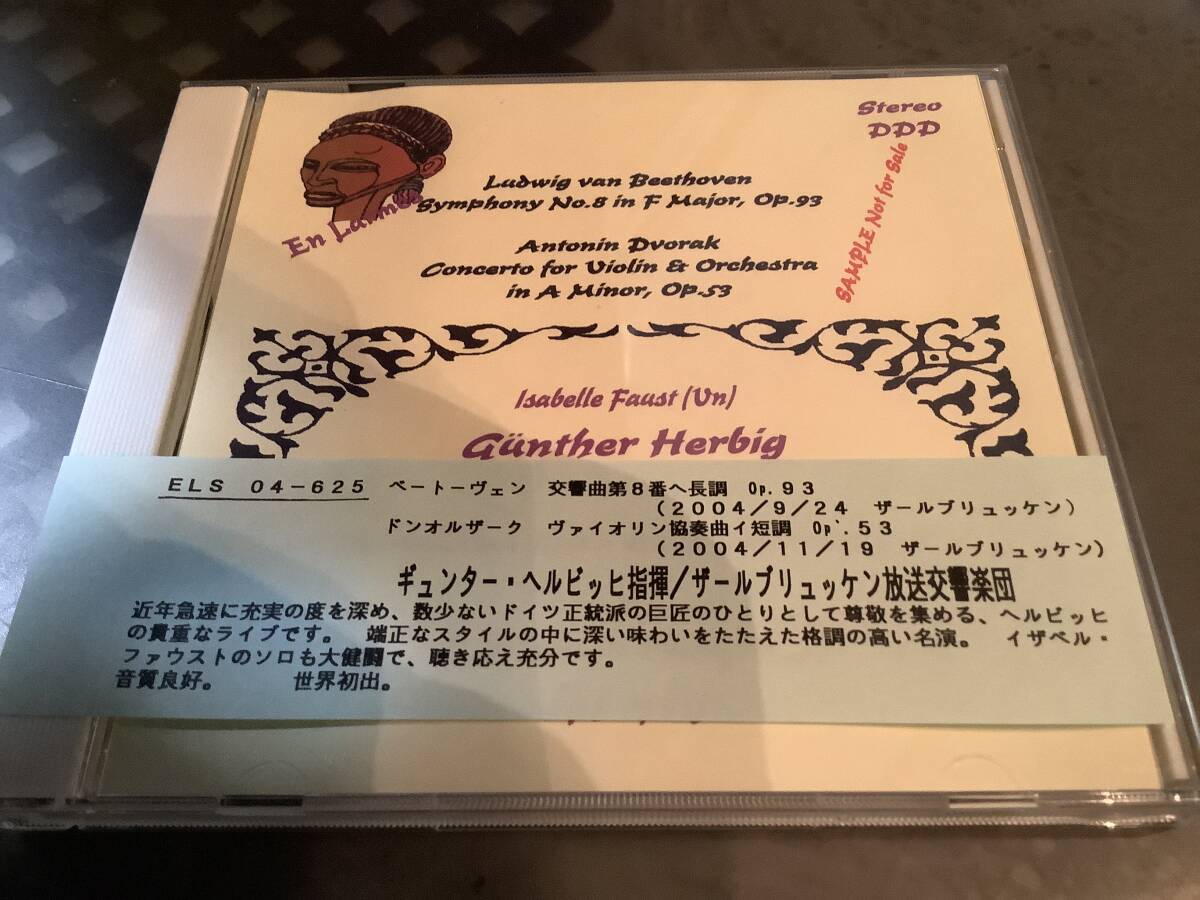 Stereo
DDD
SAMPLE Not for Sale
En Larmes
Ludwig van Beethoven
Symphony No.8 in F Major, Op.93
Antonin Dvorak
Concerto for Violin & Orchestra
in A Minor, Op.53
Isabelle Faust (Vn)
Günther Herbig
ELS 04-625 ベートーヴェン 交響曲第8番ヘ長調 Op.93
(2004/9/24 ザールブリュッケン)
ドンオルザーク ヴァイオリン協奏曲イ短調 Op'.53
(2004/11/19 ザールブリュッケン)
ギュンター・ヘルビッヒ指揮/ザールブリュッケン放送交響楽団
近年急速に充実の度を深め、数少ないドイツ正統派の巨匠のひとりとして尊敬を集める、ヘルビッヒ
の貴重なライブです。 端正なスタイルの中に深い味わいをたたえた格調の高い名演。 イザベル・
ファウストのソロも大健闘で、聴き応え充分です。
音質良好。 世界初出。